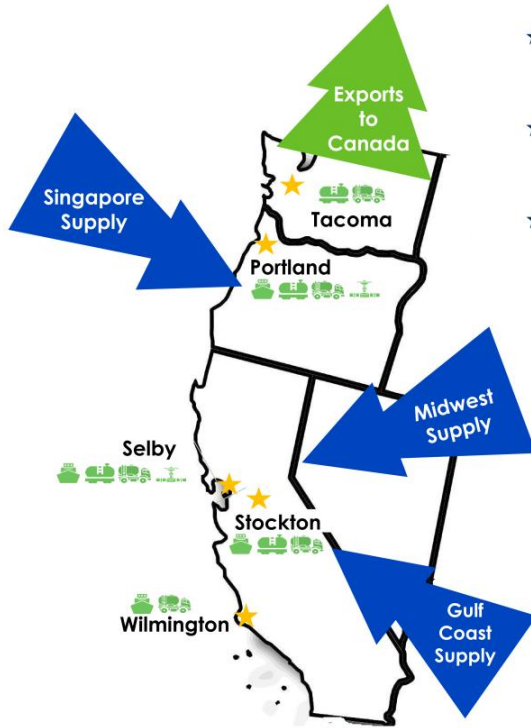 Exports
to
Canada
Singapore
Supply
Tacoma
Portland
Midwest
Supply
Selby
Stockton
Wilmington
Gulf
Coast
Supply